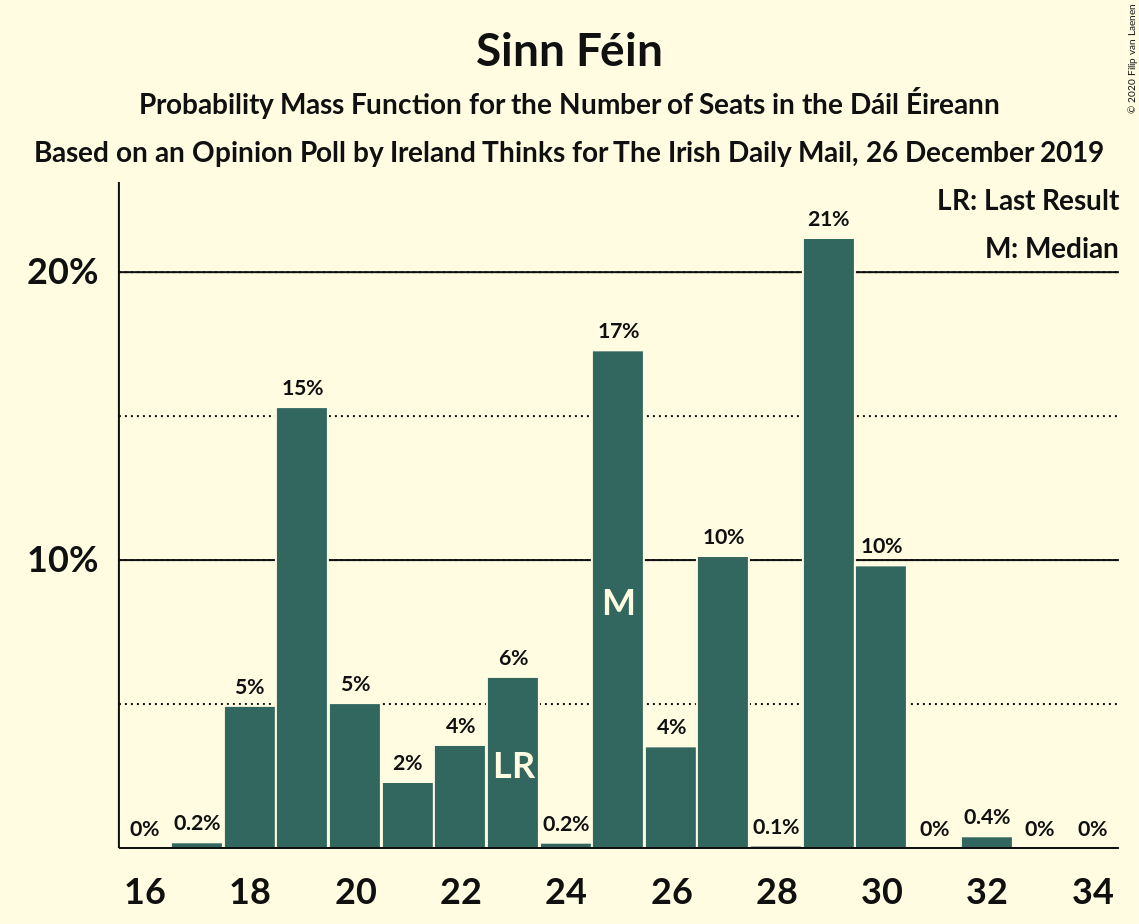 Sinn Féin
Probability Mass Function for the Number of Seats in the Dáil Éireann
Based on an Opinion Poll by Ireland Thinks for The Irish Daily Mail, 26 December 2019
© 2020 Filip van Laenen
LR: Last Result
M: Median
20%
10%
0%
0.2%
5%
15%
5%
2%
4%
6%
0.2%
17%
4%
10%
0.1%
21%
10%
0%
0.4%
0%
0%
LR
M
16 18 20 22 24 26 28 30 32 34